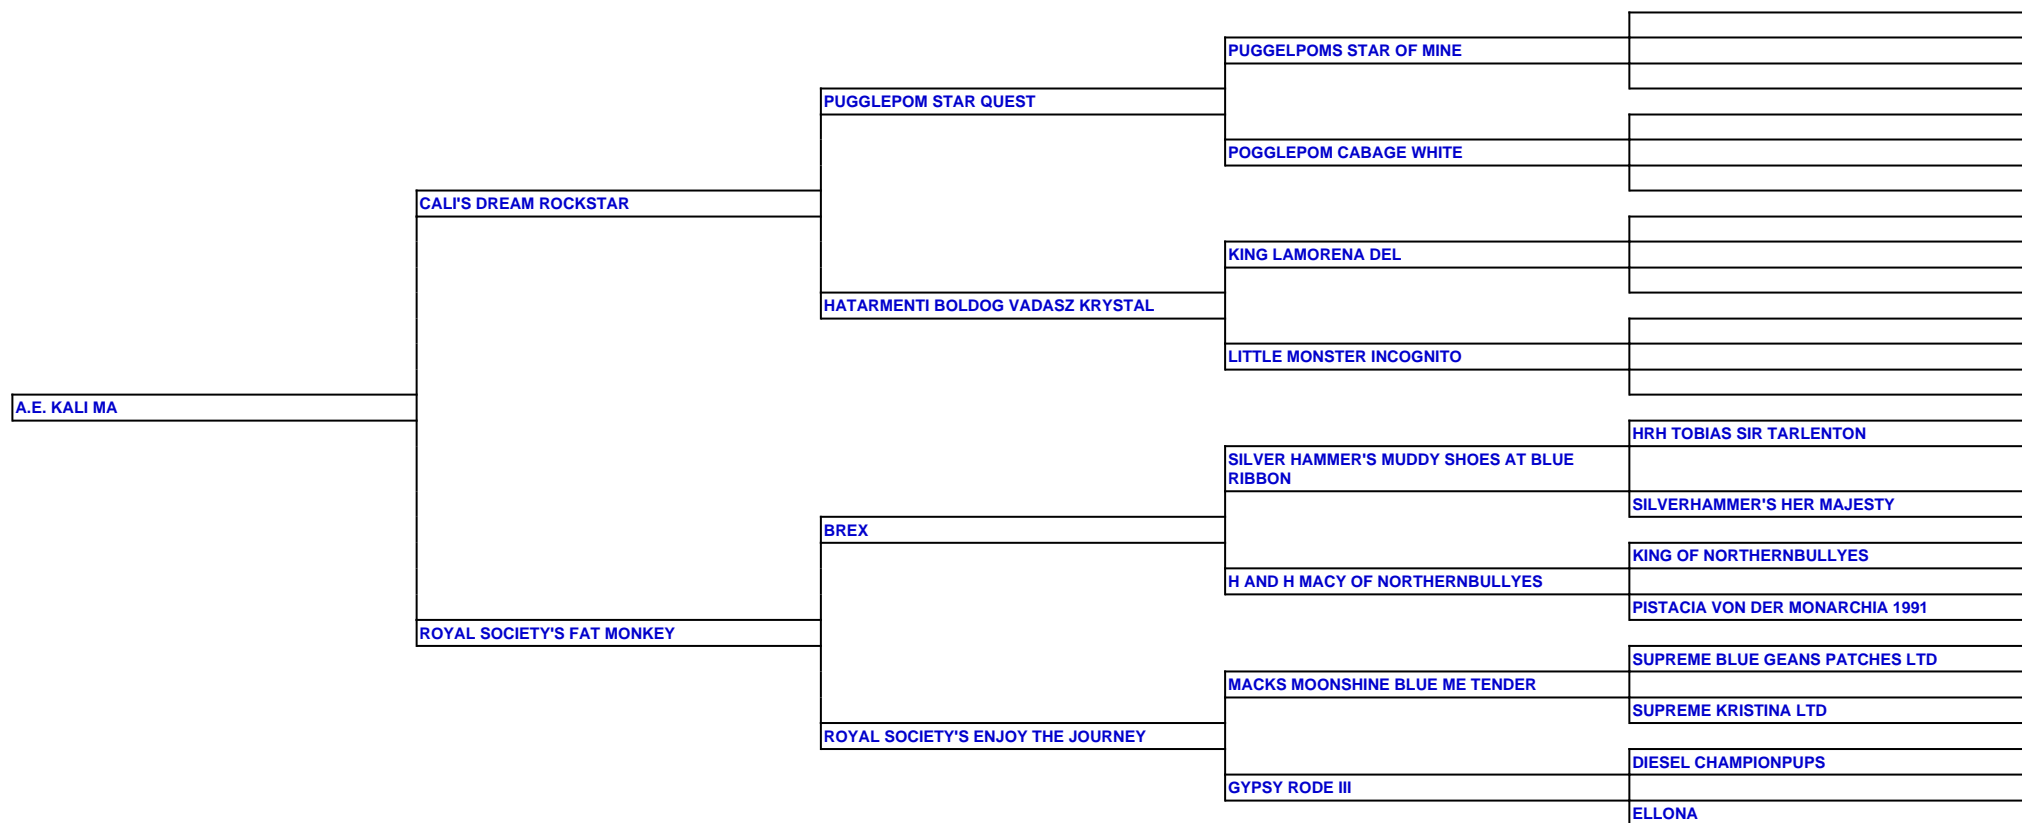 PUGGELPOMS STAR OF MINE
PUGGLEPOM STAR QUEST
POGGLEPOM CABAGE WHITE
CALI'S DREAM ROCKSTAR
KING LAMORENA DEL
HATARMENTI BOLDOG VADASZ KRYSTAL
LITTLE MONSTER INCOGNITO
A.E. KALI MA
HRH TOBIAS SIR TARLENTON
SILVER HAMMER'S MUDDY SHOES AT BLUE
RIBBON
SILVERHAMMER'S HER MAJESTY
BREX
KING OF NORTHERNBULLYES
H AND H MACY OF NORTHERNBULLYES
PISTACIA VON DER MONARCHIA 1991
ROYAL SOCIETY'S FAT MONKEY
SUPREME BLUE GEANS PATCHES LTD
MACKS MOONSHINE BLUE ME TENDER
SUPREME KRISTINA LTD
ROYAL SOCIETY'S ENJOY THE JOURNEY
DIESEL CHAMPIONPUPS
GYPSY RODE III
ELLONA